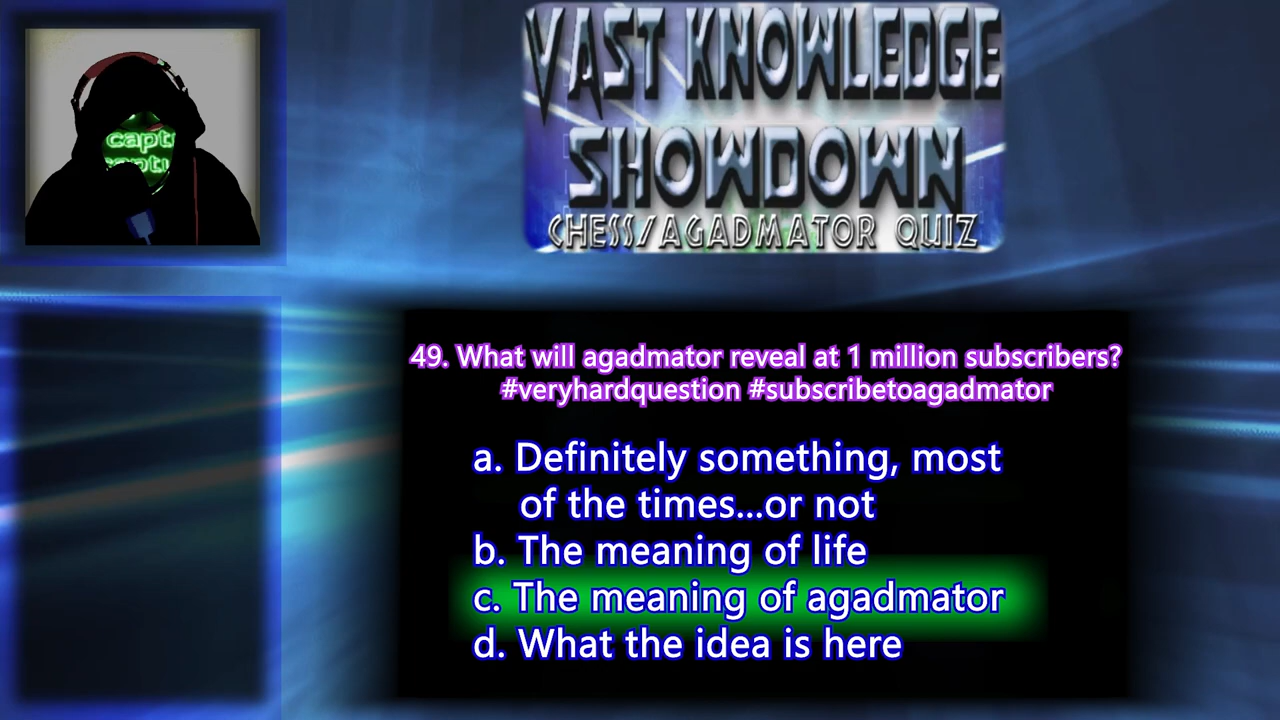 VAST KNOWLEDGE
SHOWDOWN
CHESS/AGADMATOR QUIZ
capt
captu
49. What will agadmator reveal at 1 million subscribers?
#veryhardquestion #subscribetoagadmator
a. Definitely something, most
of the times...or not
b. The meaning of life
c. The meaning of agadmator
d. What the idea is here